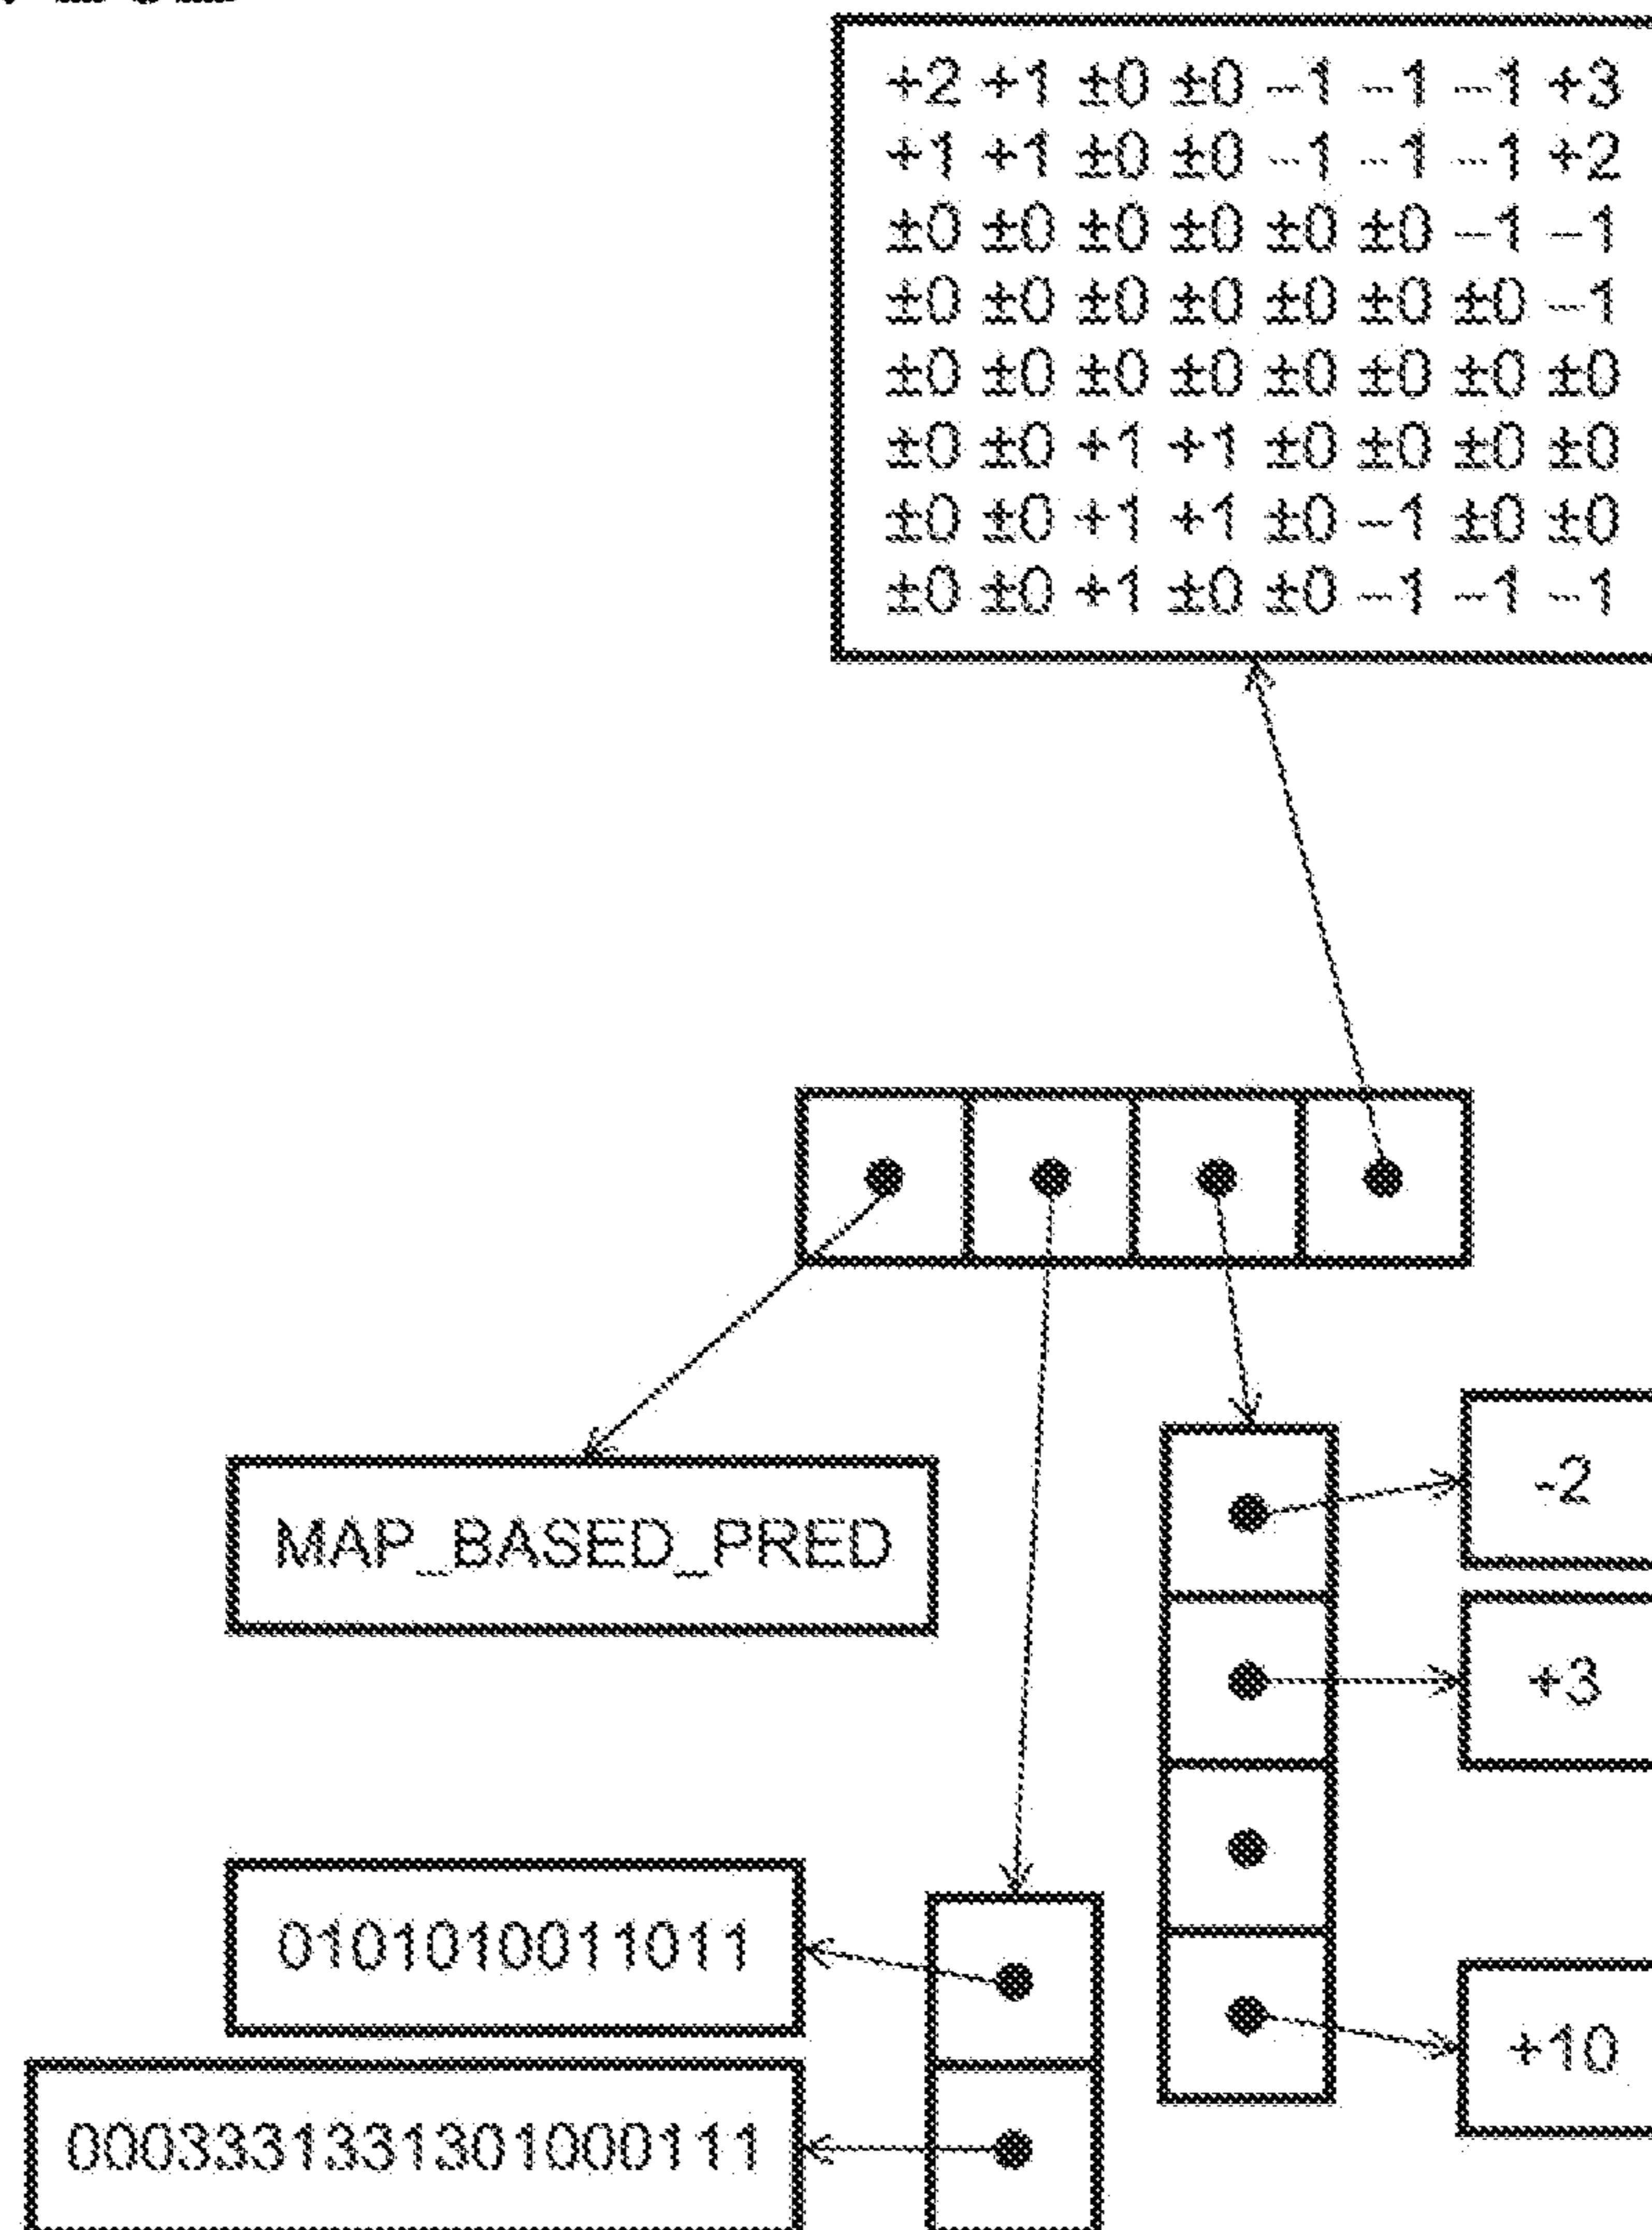 +2 +1 ±0 ±0 –1 –1 –1 +3
+1 +1 ±0 ±0 –1 –1 –1 +2
±0 ±0 ±0 ±0 ±0 ±0 –1 –1
±0 ±0 ±0 ±0 ±0 ±0 ±0 –1
±0 ±0 ±0 ±0 ±0 ±0 ±0 ±0
±0 ±0 +1 +1 ±0 ±0 ±0 ±0
±0 ±0 +1 +1 ±0 –1 ±0 ±0
±0 ±0 +1 ±0 ±0 –1 –1 –1
MAP_BASED_PRED
-2
+3
0101010011011
+10
0003331331301000111